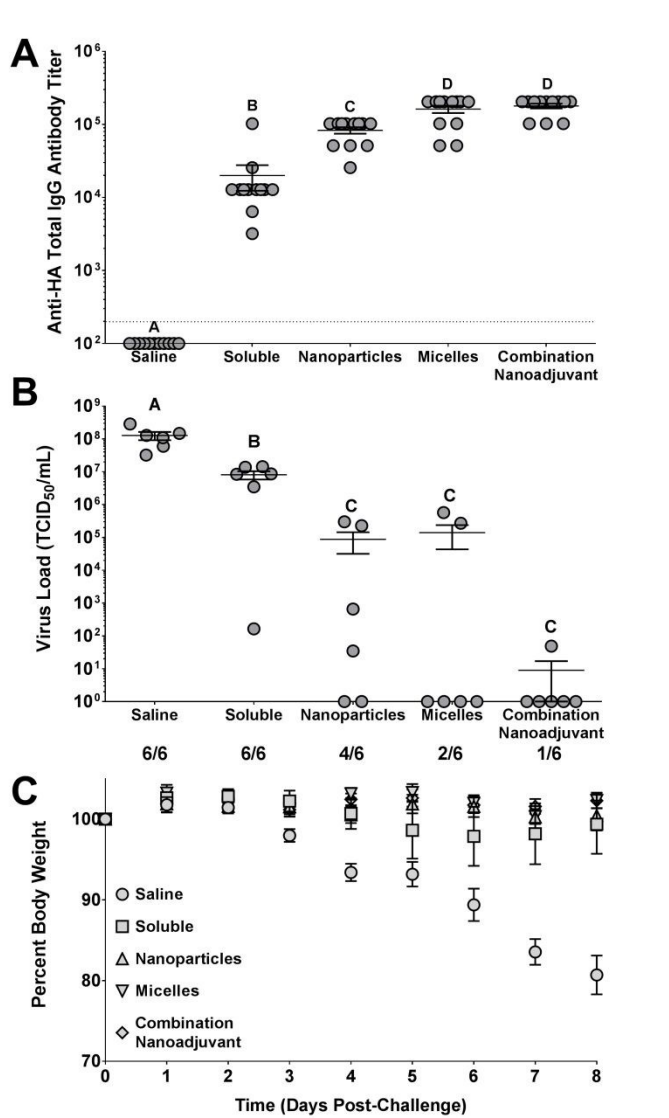 A
Anti-HA Total IgG Antibody Titer
10⁶
10⁵
10⁴
10³
10²
A
B
C
D
D
Saline
Soluble
Nanoparticles
Micelles
Combination
Nanoadjuvant
B
Virus Load (TCID₅₀/mL)
10⁹
10⁸
10⁷
10⁶
10⁵
10⁴
10³
10²
10¹
10⁰
A
B
C
C
C
Saline
Soluble
Nanoparticles
Micelles
Combination
Nanoadjuvant
6/6
6/6
4/6
2/6
1/6
C
Percent Body Weight
100
90
80
70
Saline
Soluble
Nanoparticles
Micelles
Combination
Nanoadjuvant
0 1 2 3 4 5 6 7 8
Time (Days Post-Challenge)